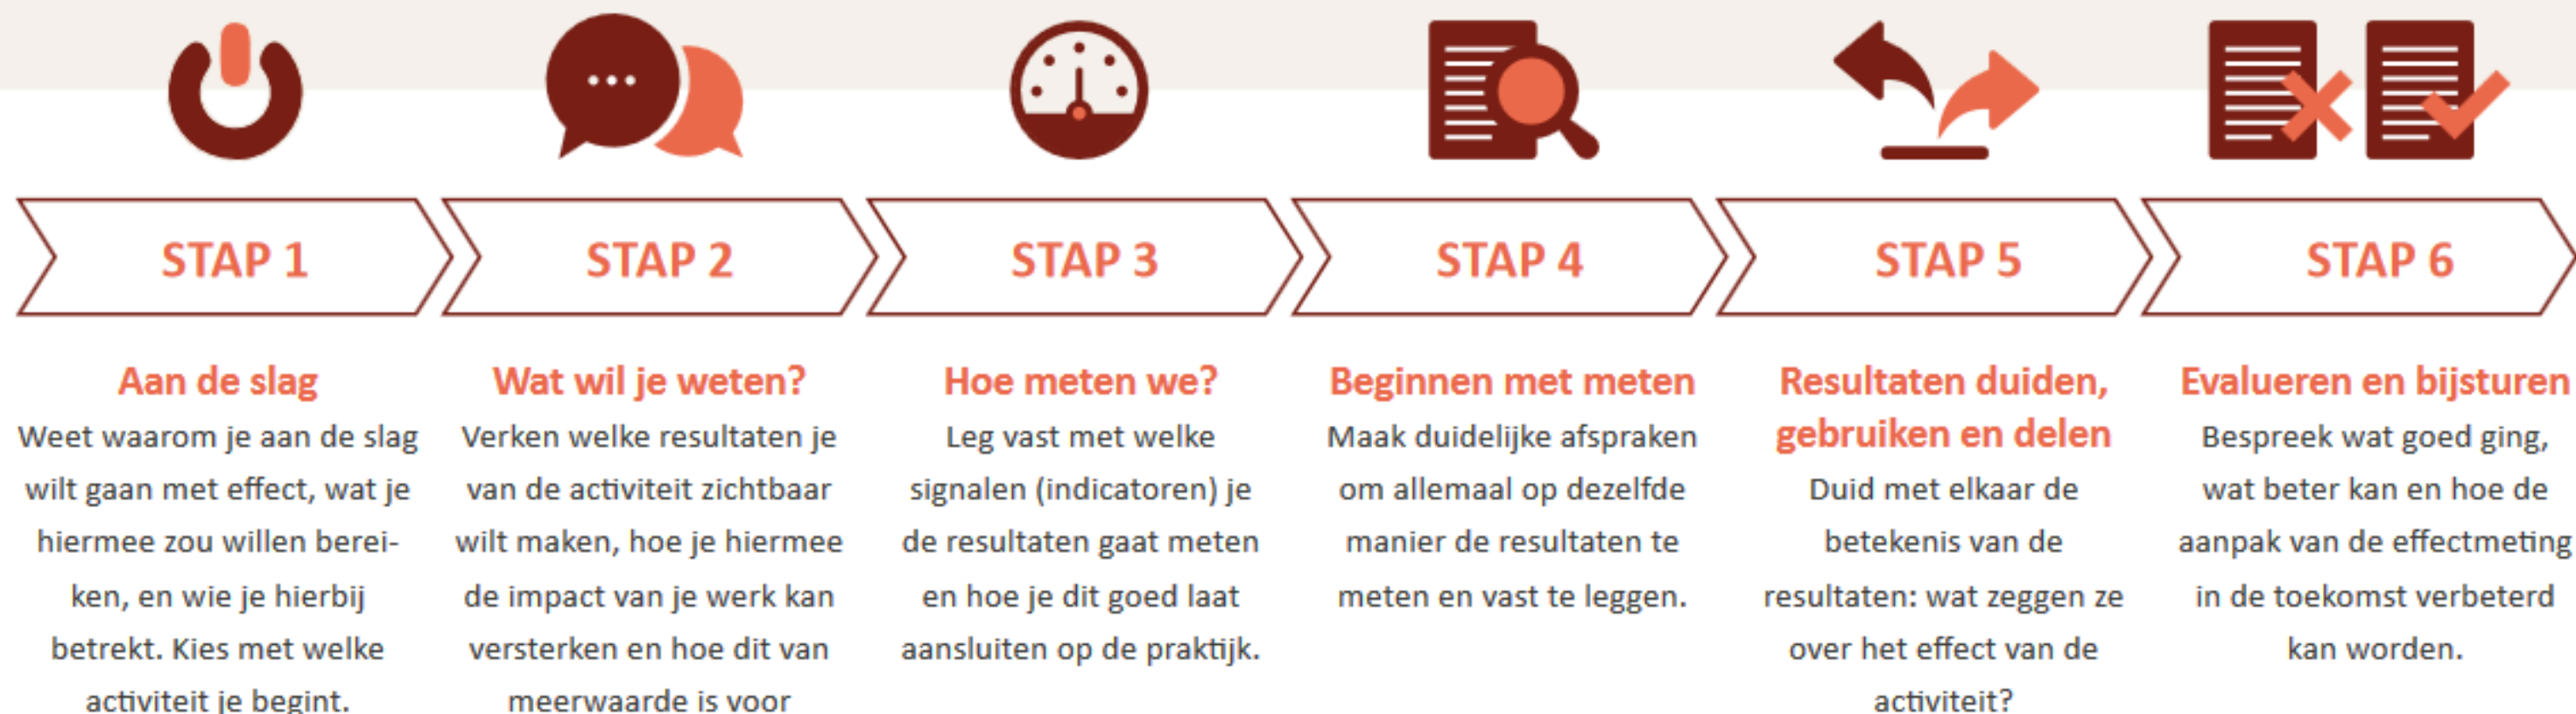 STAP 1
Aan de slag
Weet waarom je aan de slag
wilt gaan met effect, wat je
hiermee zou willen berei-
ken, en wie je hierbij
betrekt. Kies met welke
activiteit je begint.
STAP 2
Wat wil je weten?
Verken welke resultaten je
van de activiteit zichtbaar
wilt maken, hoe je hiermee
de impact van je werk kan
versterken en hoe dit van
meerwaarde is voor
STAP 3
Hoe meten we?
Leg vast met welke
signalen (indicatoren) je
de resultaten gaat meten
en hoe je dit goed laat
aansluiten op de praktijk.
STAP 4
Beginnen met meten
Maak duidelijke afspraken
om allemaal op dezelfde
manier de resultaten te
meten en vast te leggen.
STAP 5
Resultaten duiden,
gebruiken en delen
Duid met elkaar de
betekenis van de
resultaten: wat zeggen ze
over het effect van de
activiteit?
STAP 6
Evalueren en bijsturen
Bespreek wat goed ging,
wat beter kan en hoe de
aanpak van de effectmeting
in de toekomst verbeterd
kan worden.